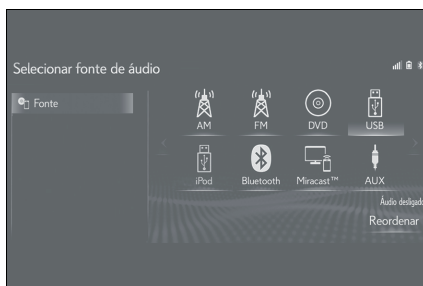 Selecionar fonte de áudio
Fonte
AM
FM
DVD
USB
iPod
Bluetooth
Miracast™
AUX
Áudio desligado
Reordenar